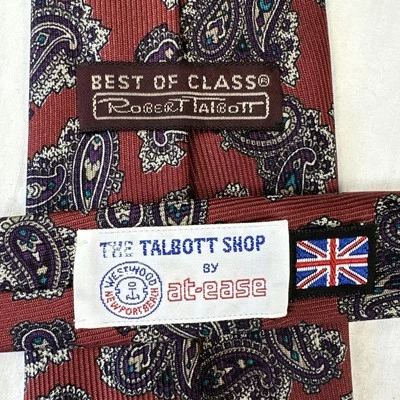 BEST OF CLASS®
ROBERT TALBOTT
THE TALBOTT SHOP
BY
at-ease
WESTWOOD
NEWPORT BEACH